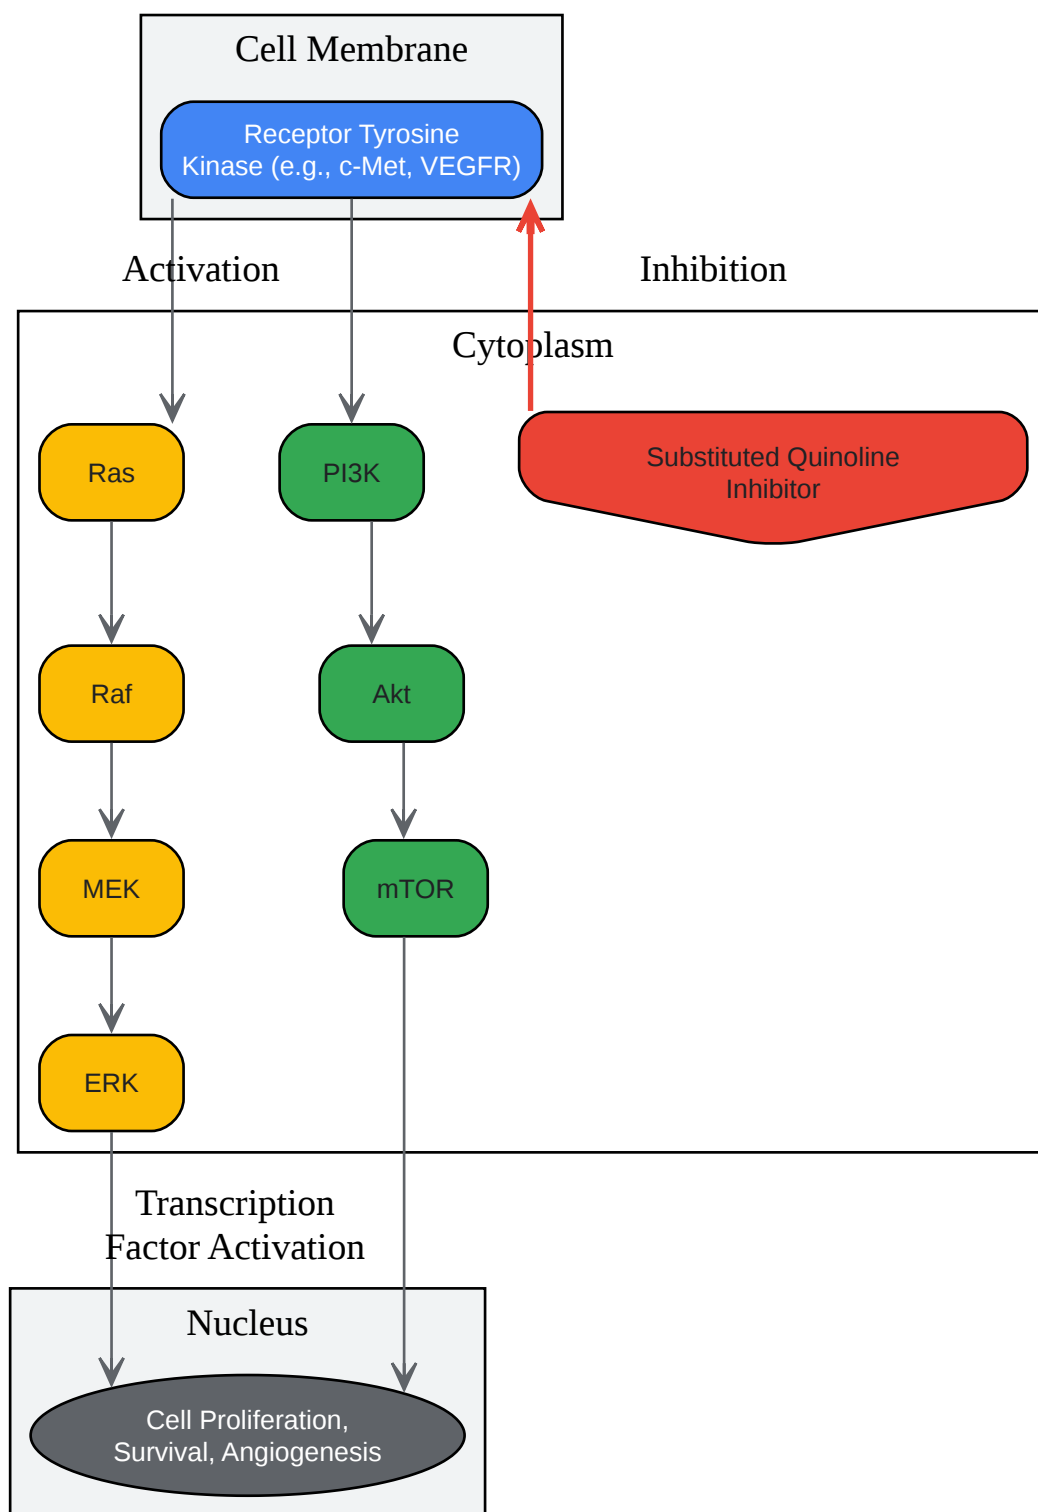 Cell Membrane
Receptor Tyrosine
Kinase (e.g., c-Met, VEGFR)
Activation
Inhibition
Cytoplasm
Ras
PI3K
Substituted Quinoline
Inhibitor
Raf
Akt
MEK
mTOR
ERK
Transcription
Factor Activation
Nucleus
Cell Proliferation,
Survival, Angiogenesis